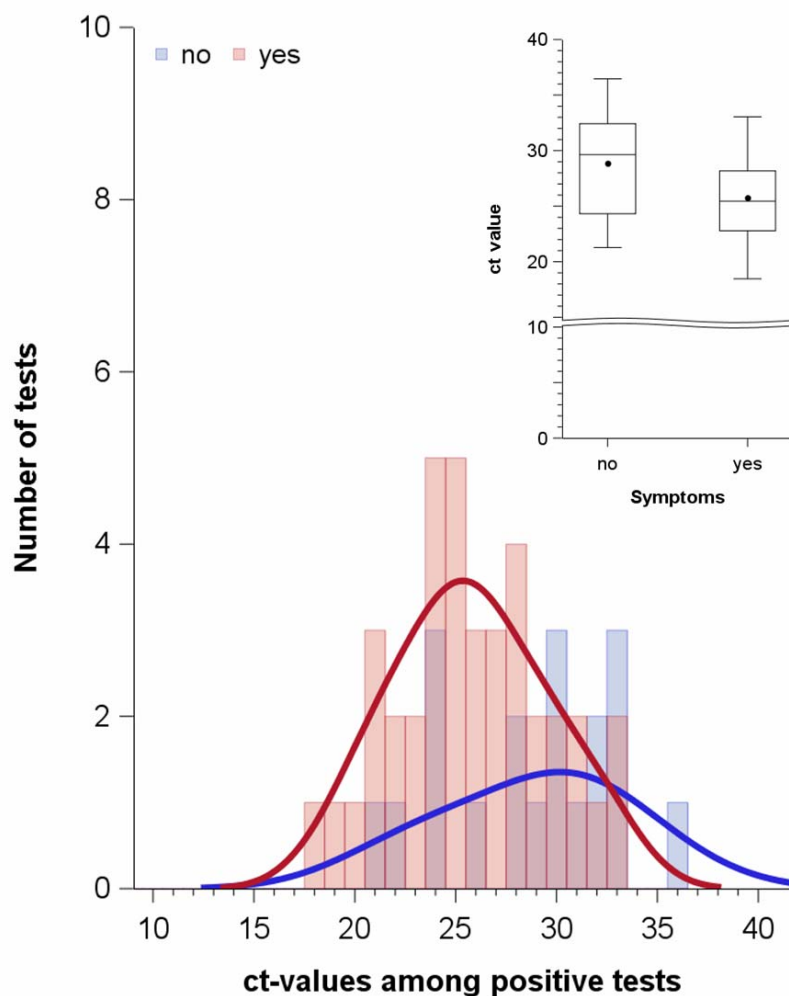 10
no yes
8
6
4
2
0
Number of tests
10 15 20 25 30 35 40
ct-values among positive tests
40
30
20
10
0
ct value
no yes
Symptoms